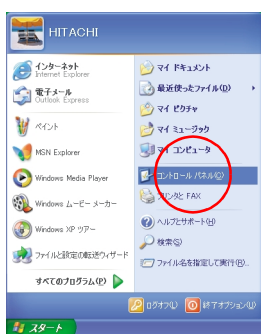 HITACHI
インターネット
Internet Explorer
電子メール
Outlook Express
ペイント
MSN Explorer
Windows Media Player
Windows ムービー メーカー
Windows XP ツアー
ファイルと設定の転送ウィザード
すべてのプログラム(P)
マイ ドキュメント
最近使ったファイル(D)
マイ ピクチャ
マイ ミュージック
マイ コンピュータ
コントロール パネル(C)
プリンタと FAX
ヘルプとサポート(H)
検索(S)
ファイル名を指定して実行(R)...
ログオフ(L)
終了オプション(U)
スタート